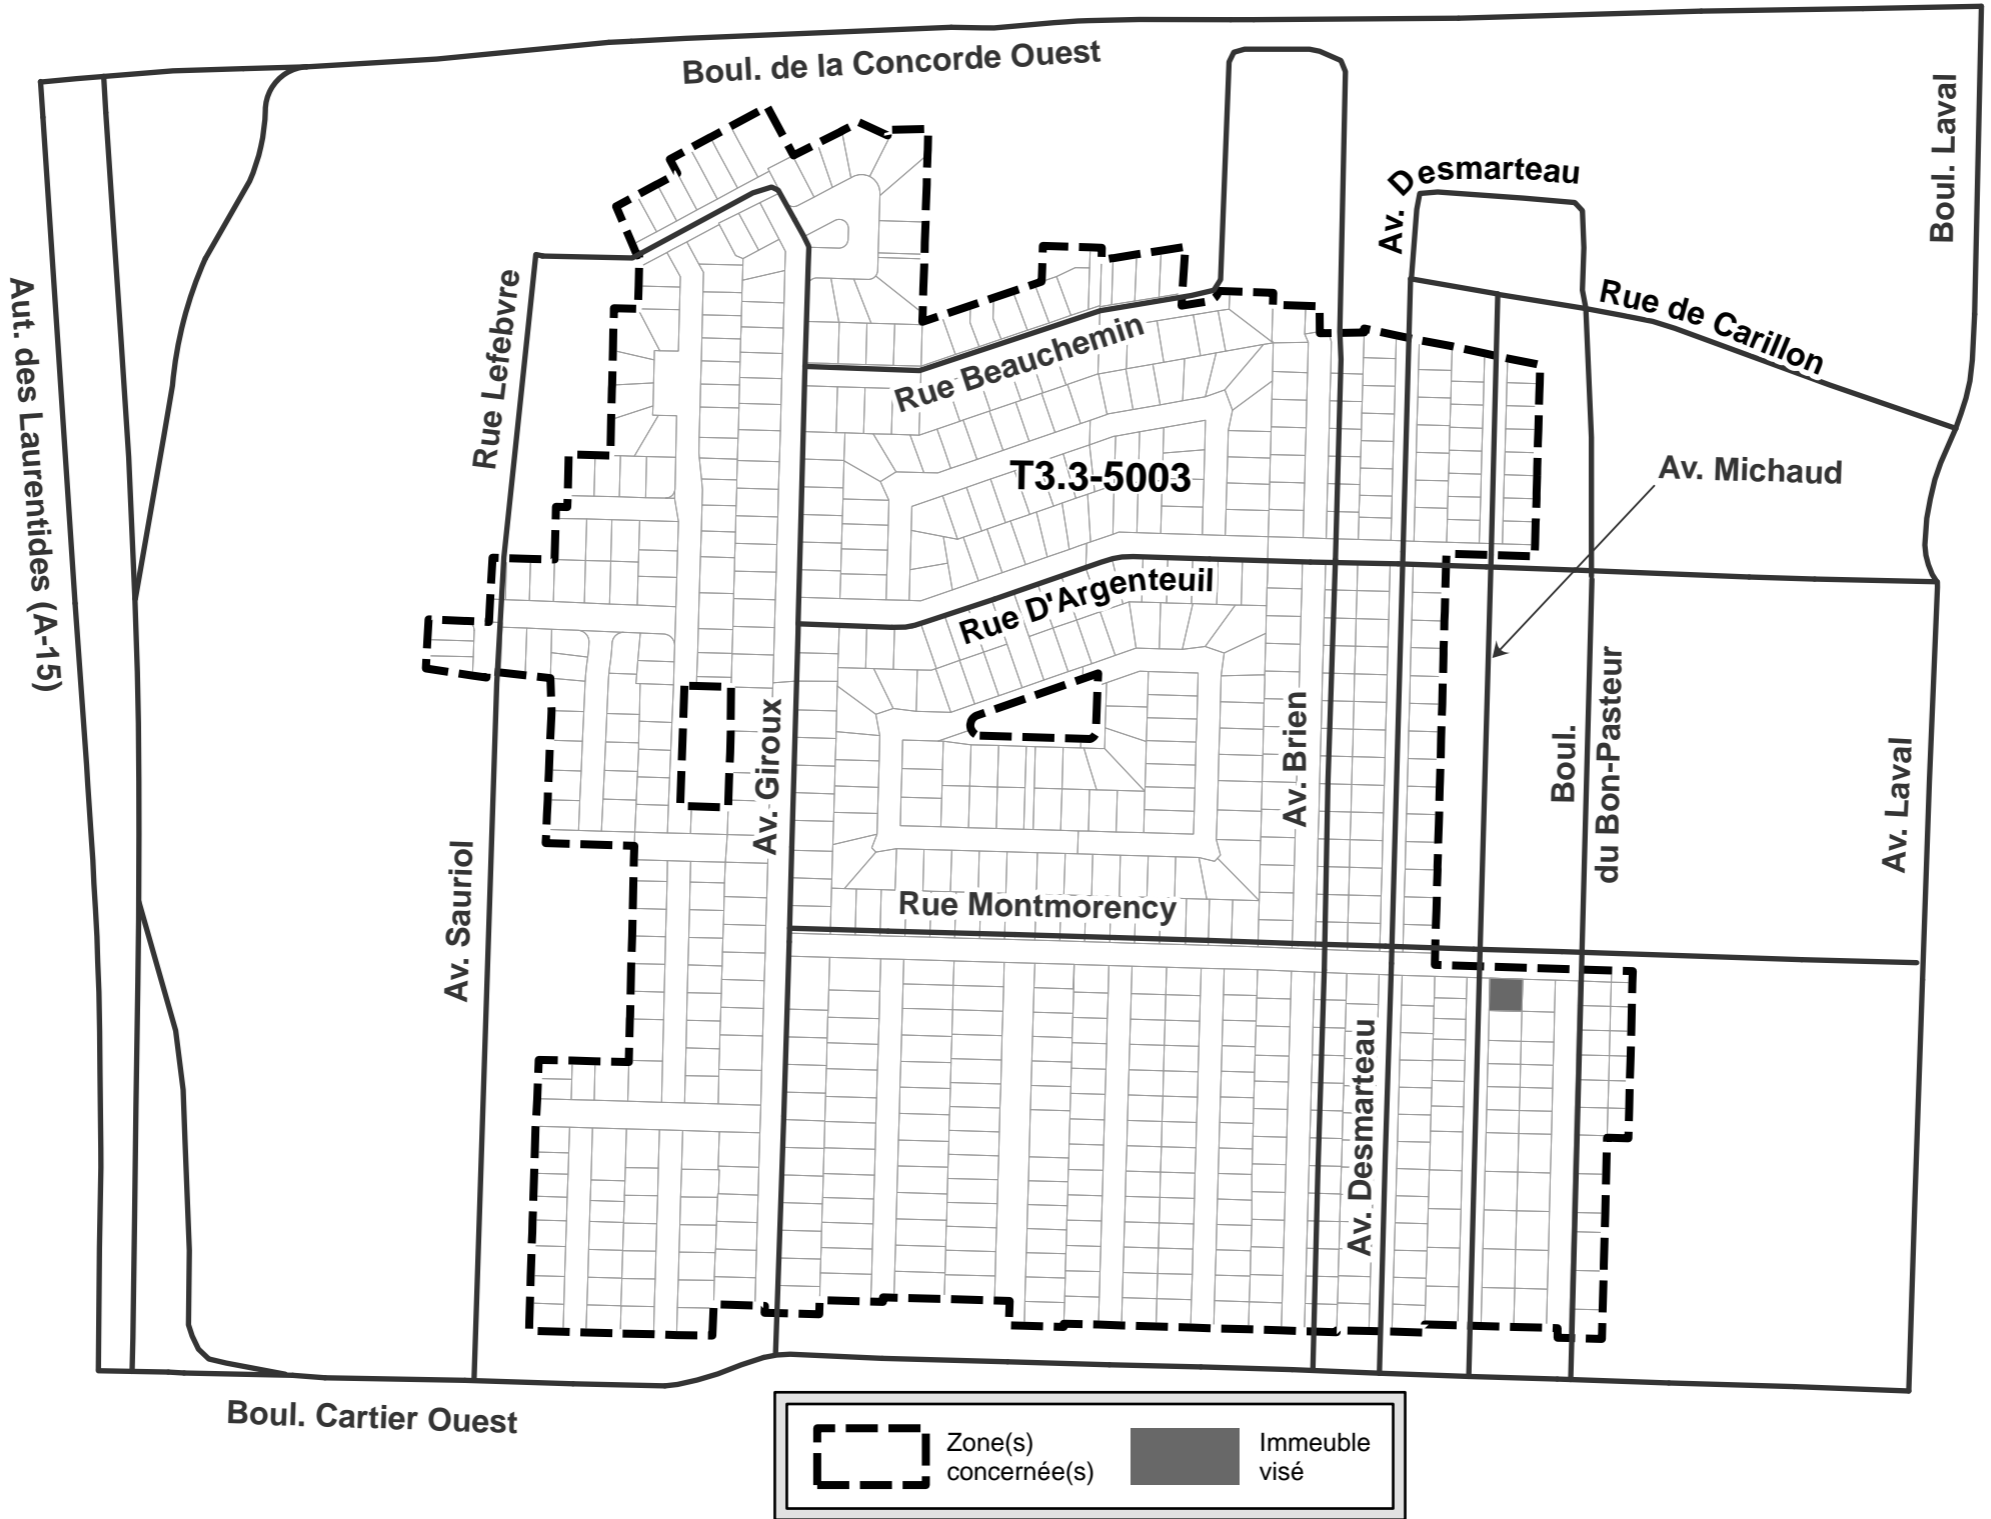 Boul. de la Concorde Ouest
Boul. Laval
Av. Desmarteau
Rue de Carillon
Aut. des Laurentides (A-15)
Rue Lefebvre
Rue Beauchemin
T3.3-5003
Av. Michaud
Rue D'Argenteuil
Av. Giroux
Av. Brien
Boul.
du Bon-Pasteur
Av. Laval
Av. Sauriol
Rue Montmorency
Av. Desmarteau
Boul. Cartier Ouest
Zone(s)
concernée(s)
Immeuble
visé